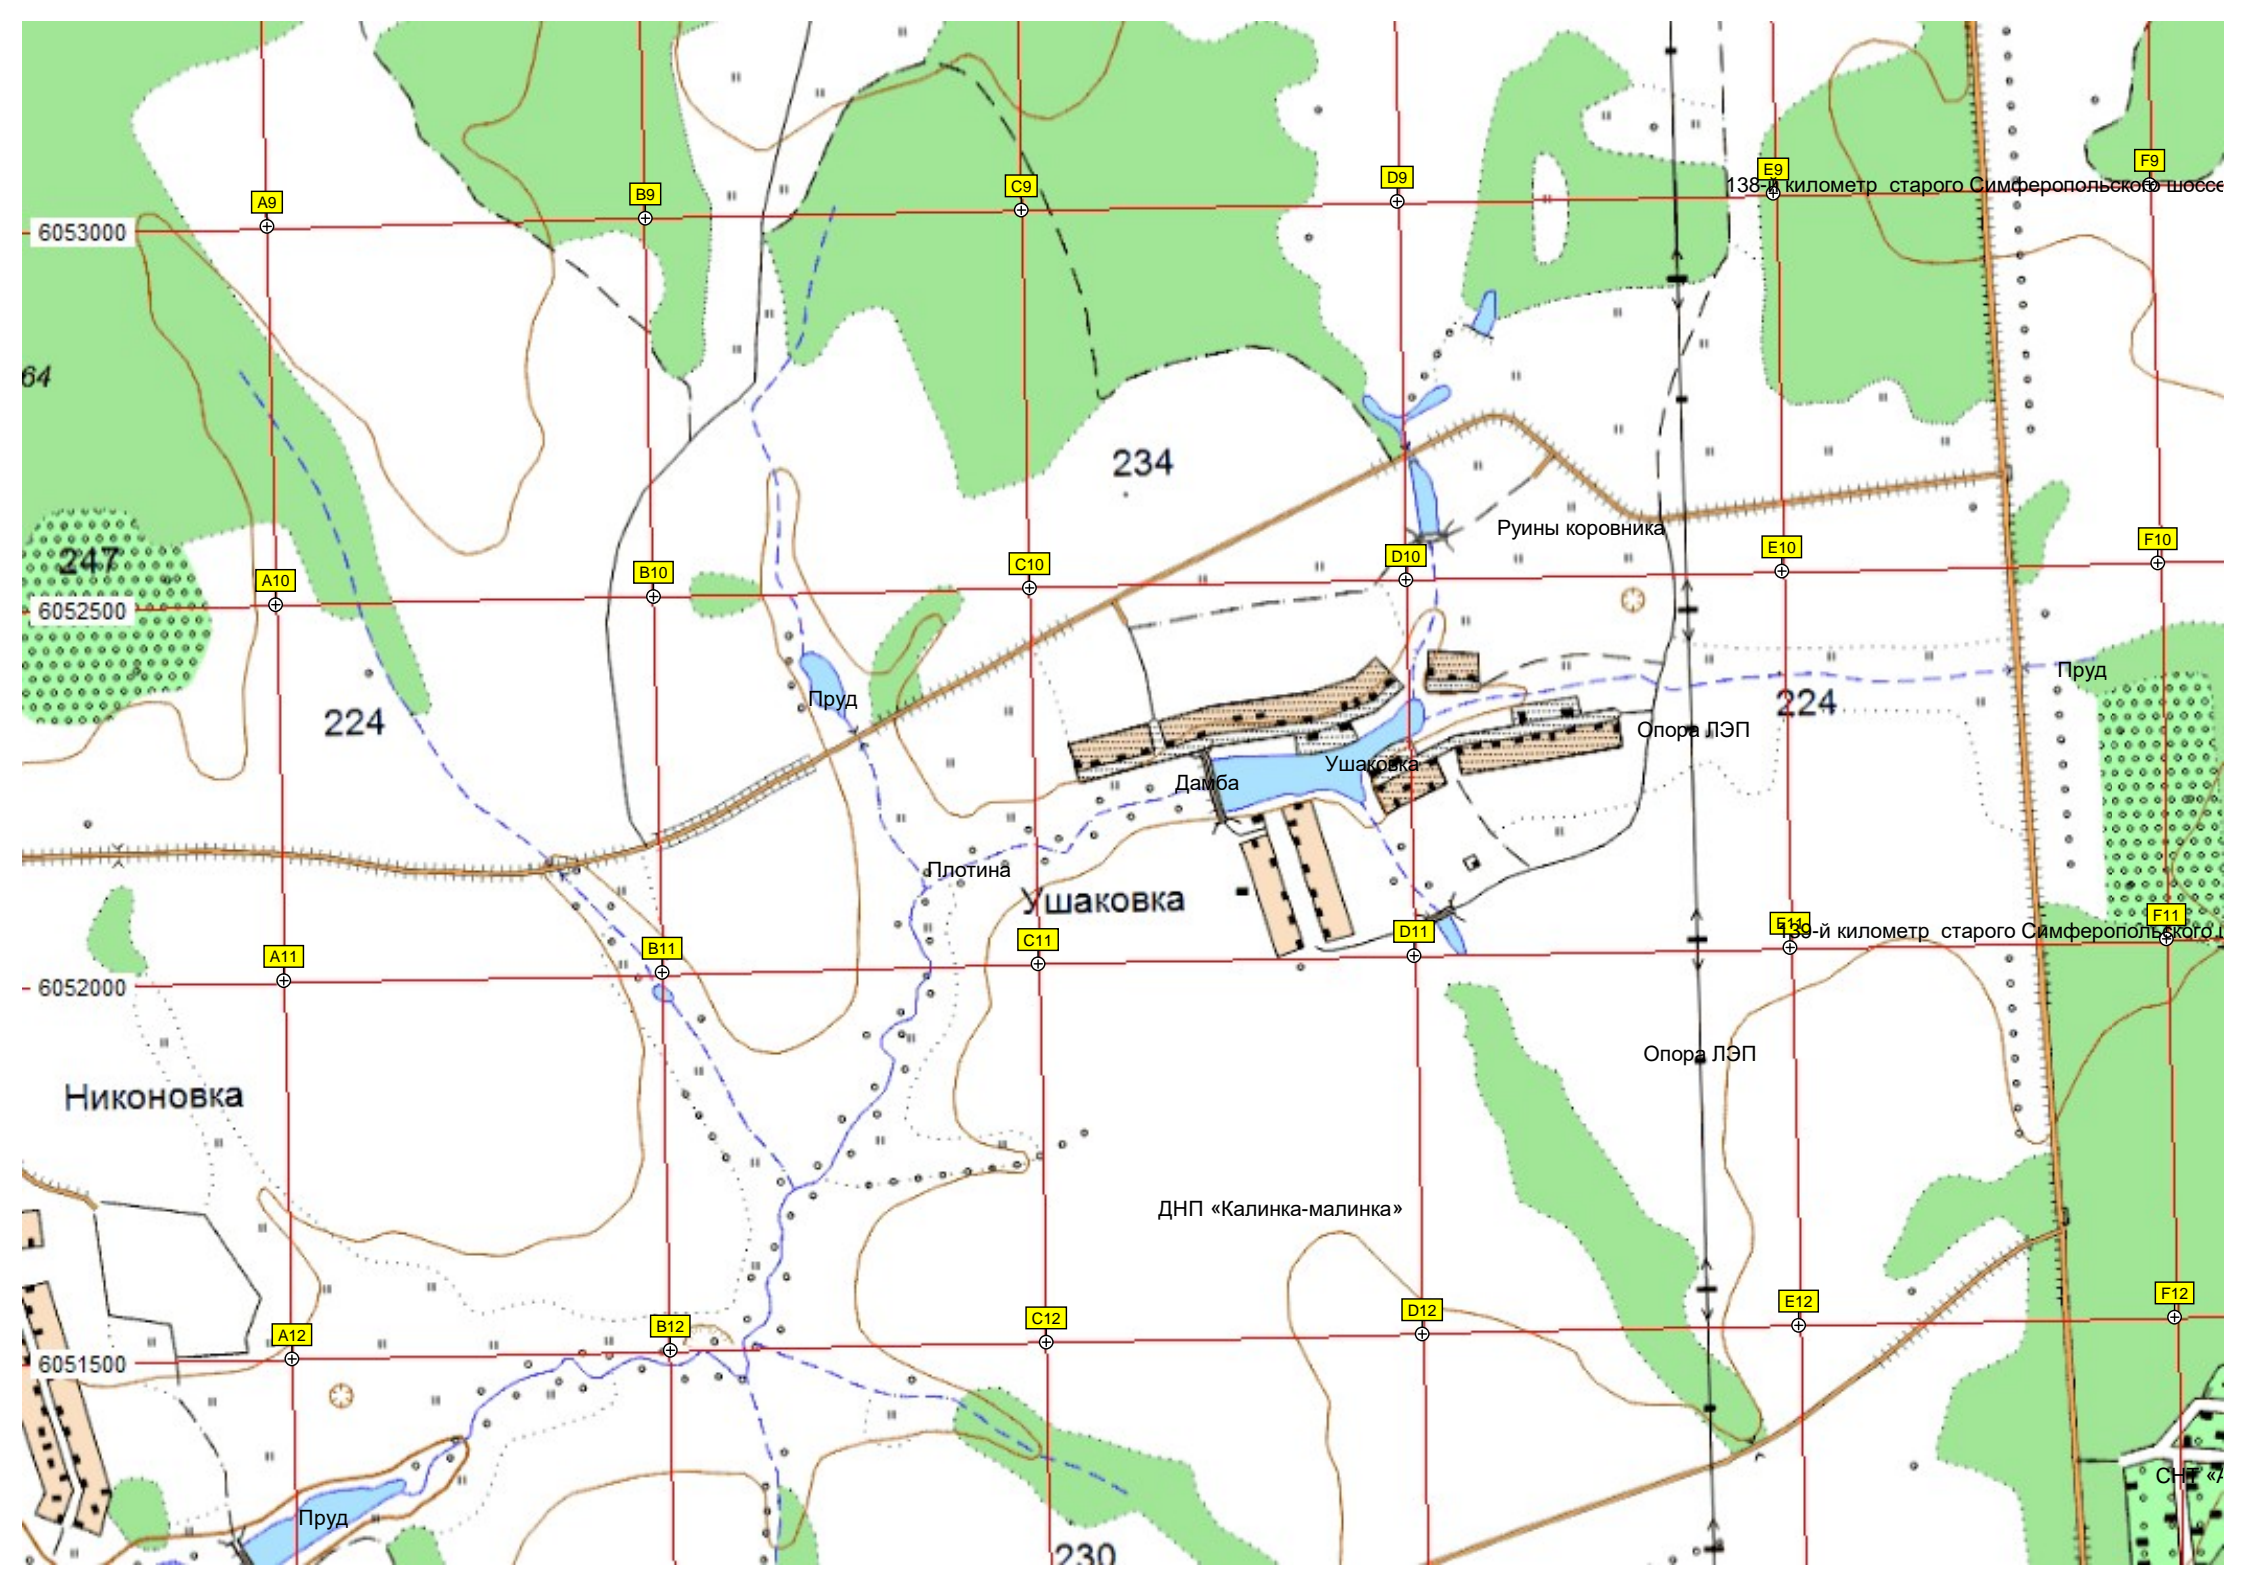 F9
E9
D9
C9
B9
A9
138-й километр старого Симферопольского шоссе
6053000
64
234
Руины коровника
F10
E10
D10
C10
B10
A10
247
6052500
Пруд
Пруд
224
224
Опора ЛЭП
Ушаковка
Дамба
Плотина
Ушаковка
F11
E11
D11
C11
B11
A11
139-й километр старого Симферопольского
6052000
Опора ЛЭП
Никоновка
ДНП «Калинка-малинка»
F12
E12
D12
C12
B12
A12
6051500
СНТ «А
Пруд
230